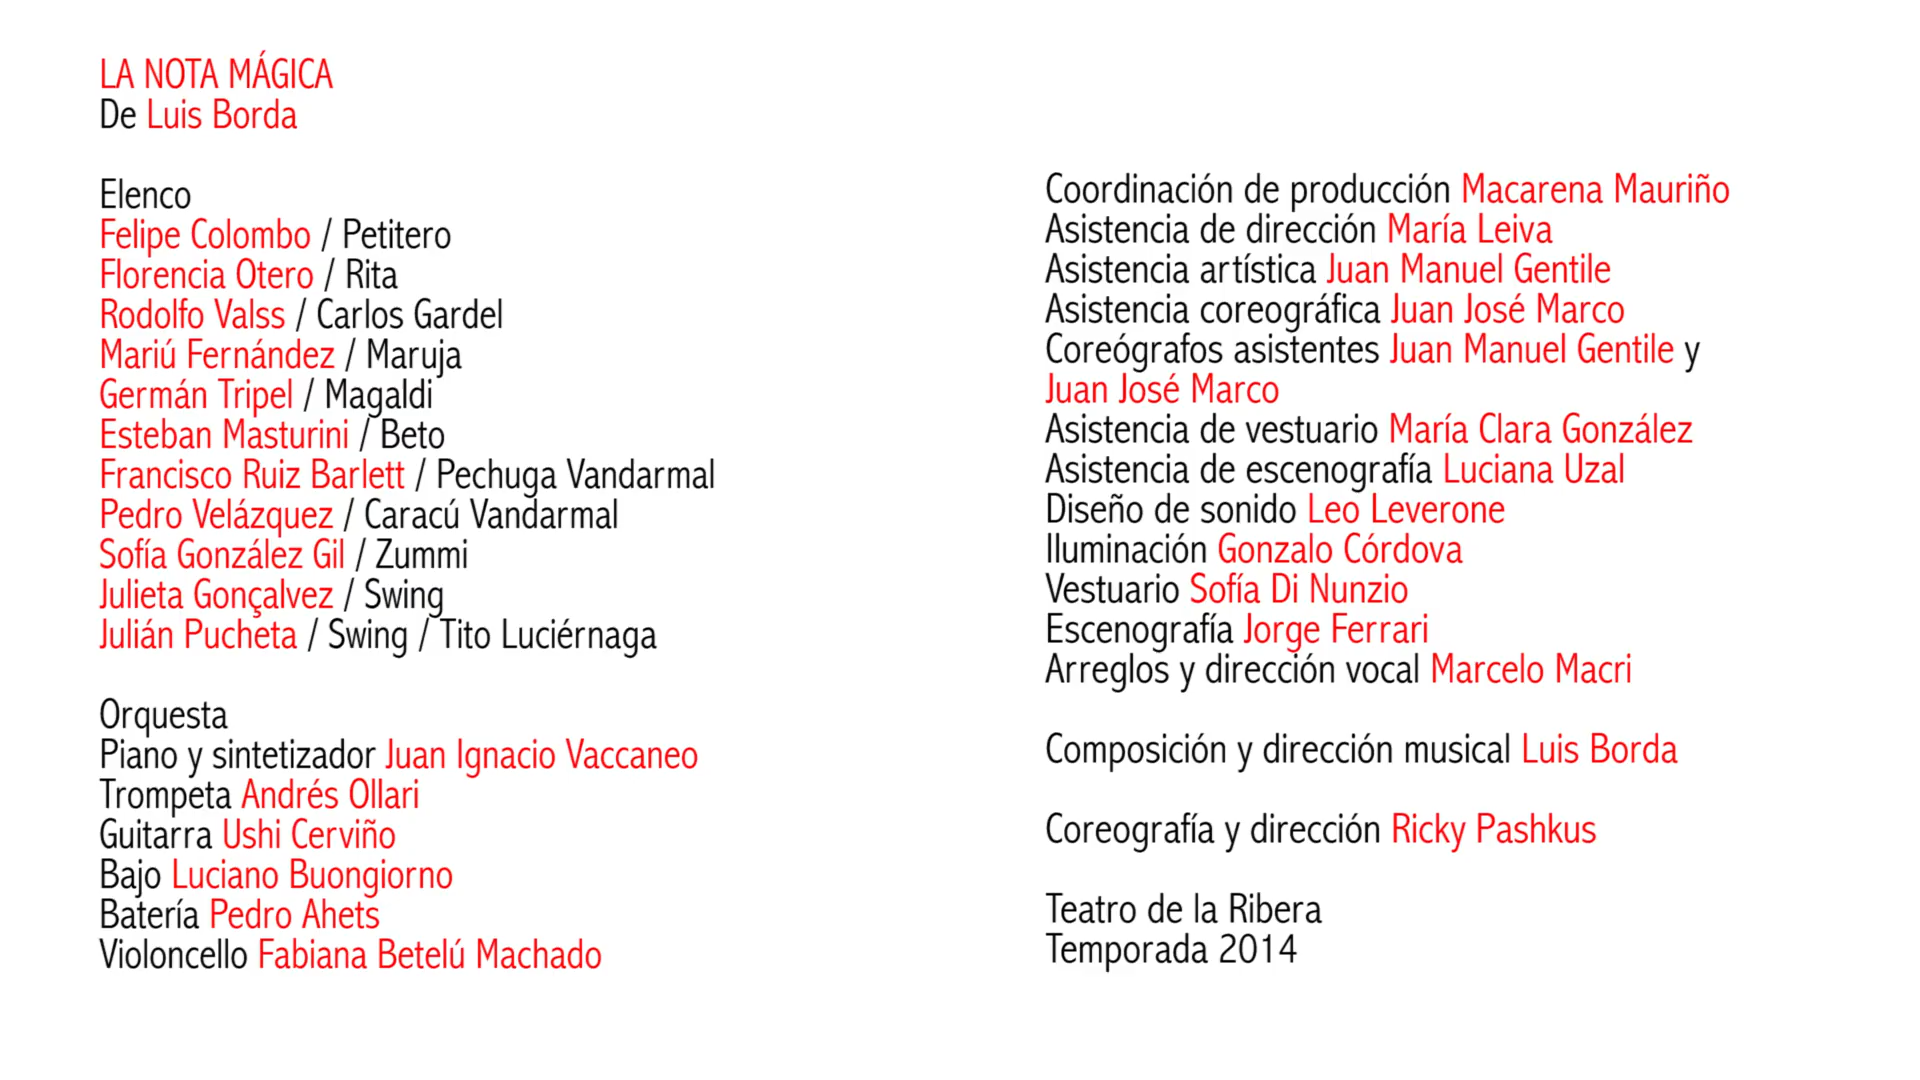 LA NOTA MÁGICA
De Luis Borda
Elenco
Felipe Colombo / Petitero
Florencia Otero / Rita
Rodolfo Valss / Carlos Gardel
Mariú Fernández / Maruja
Germán Tripel / Magaldi
Esteban Masturini / Beto
Francisco Ruiz Barlett / Pechuga Vandarmal
Pedro Velázquez / Caracú Vandarmal
Sofía González Gil / Zummi
Julieta Gonçalvez / Swing
Julián Pucheta / Swing / Tito Luciérnaga
Orquesta
Piano y sintetizador Juan Ignacio Vaccaneo
Trompeta Andrés Ollari
Guitarra Ushi Cerviño
Bajo Luciano Buongiorno
Batería Pedro Ahets
Violoncello Fabiana Betelú Machado
Coordinación de producción Macarena Mauriño
Asistencia de dirección María Leiva
Asistencia artística Juan Manuel Gentile
Asistencia coreográfica Juan José Marco
Coreógrafos asistentes Juan Manuel Gentile y
Juan José Marco
Asistencia de vestuario María Clara González
Asistencia de escenografía Luciana Uzal
Diseño de sonido Leo Leverone
Iluminación Gonzalo Córdova
Vestuario Sofía Di Nunzio
Escenografía Jorge Ferrari
Arreglos y dirección vocal Marcelo Macri
Composición y dirección musical Luis Borda
Coreografía y dirección Ricky Pashkus
Teatro de la Ribera
Temporada 2014